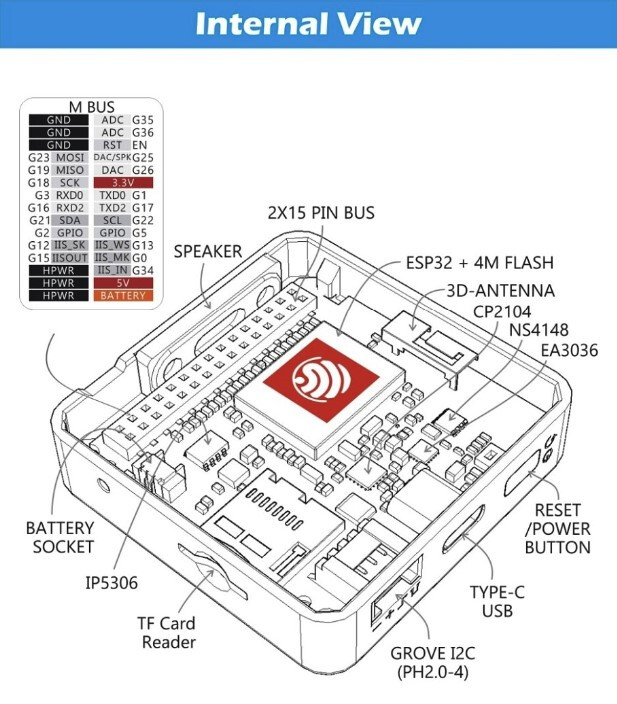 Internal View
M BUS
GND ADC G35
GND ADC G36
GND RST EN
G23 MOSI DAC/SPK G25
G19 MISO DAC G26
G18 SCK 3.3V
G3 RXD0 TXD0 G1
G16 RXD2 TXD2 G17
G21 SDA SCL G22
G2 GPIO GPIO G5
G12 IIS_SK IIS_WS G13
G15 IISOUT IIS_MK G0
HPWR IIS_IN G34
HPWR 5V
HPWR BATTERY
2X15 PIN BUS
SPEAKER
ESP32 + 4M FLASH
3D-ANTENNA
CP2104
NS4148
EA3036
RESET
/POWER
BUTTON
BATTERY
SOCKET
IP5306
TYPE-C
USB
TF Card
Reader
GROVE I2C
(PH2.0-4)